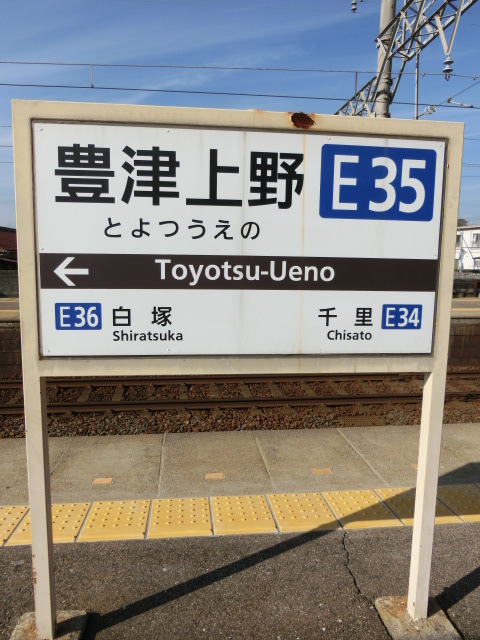 豊津上野 E35
とよつうえの
← Toyotsu-Ueno
E36 白塚 千里 E34
Shiratsuka Chisato